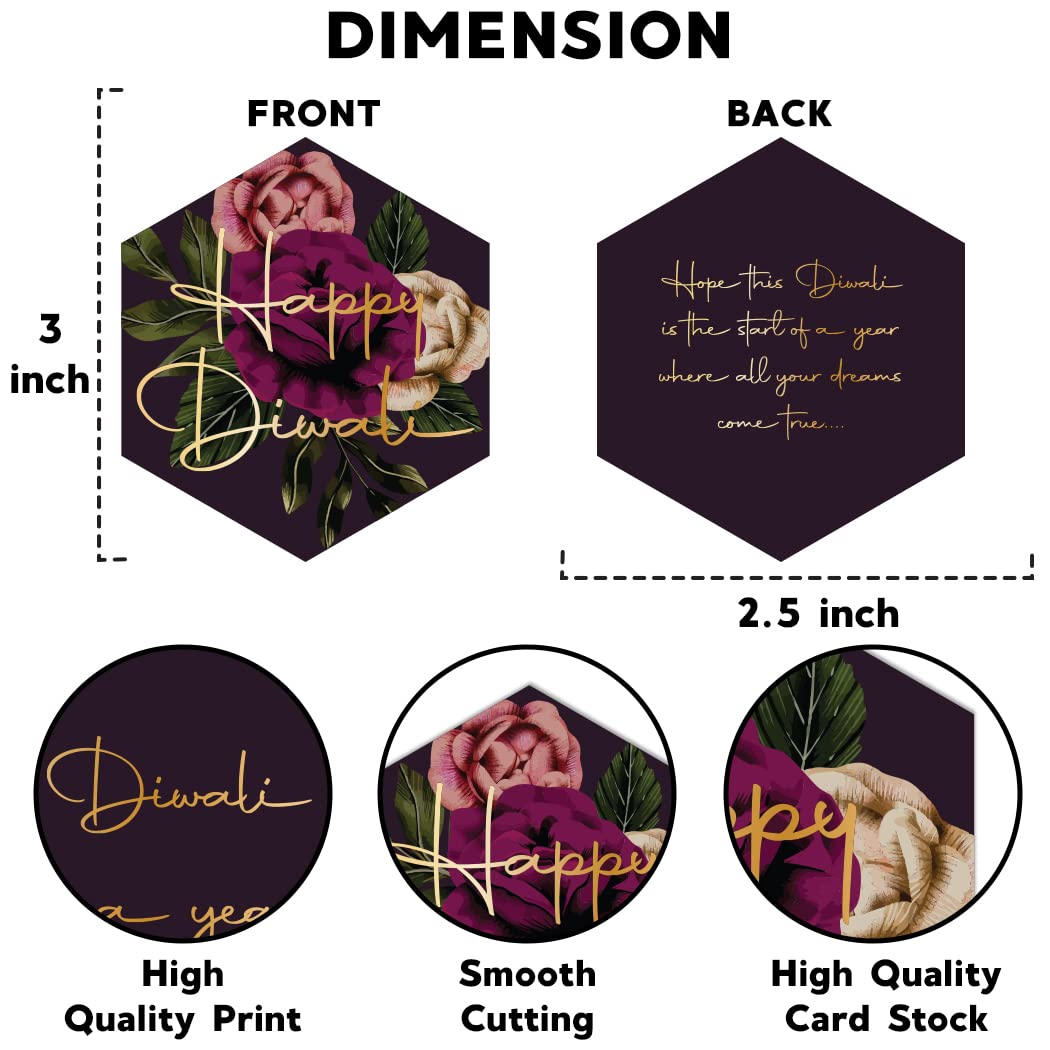 DIMENSION
FRONT
BACK
Happy
Diwali
Hope this Diwali
is the start of a year
where all your dreams
come true....
3
inch
2.5 inch
Diwali
a yea
Happy
ppy
High
Quality Print
Smooth
Cutting
High Quality
Card Stock